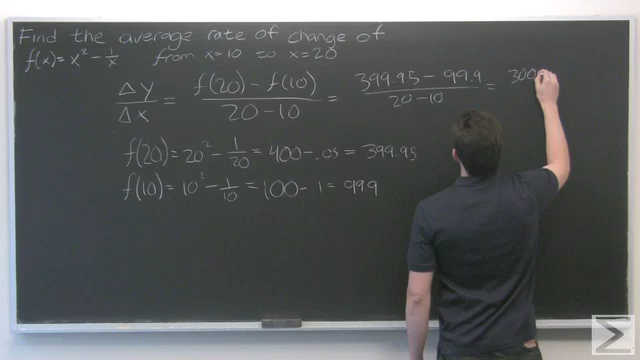 Find the average rate of change of
f(x) = x² - 1/x from x=10 to x=20
Δy/Δx = (f(20) - f(10))/(20 - 10) = (399.95 - 99.9)/(20 - 10) = 300
f(20) = 20² - 1/20 = 400 - .05 = 399.95
f(10) = 10² - 1/10 = 100 - .1 = 99.9
Σ